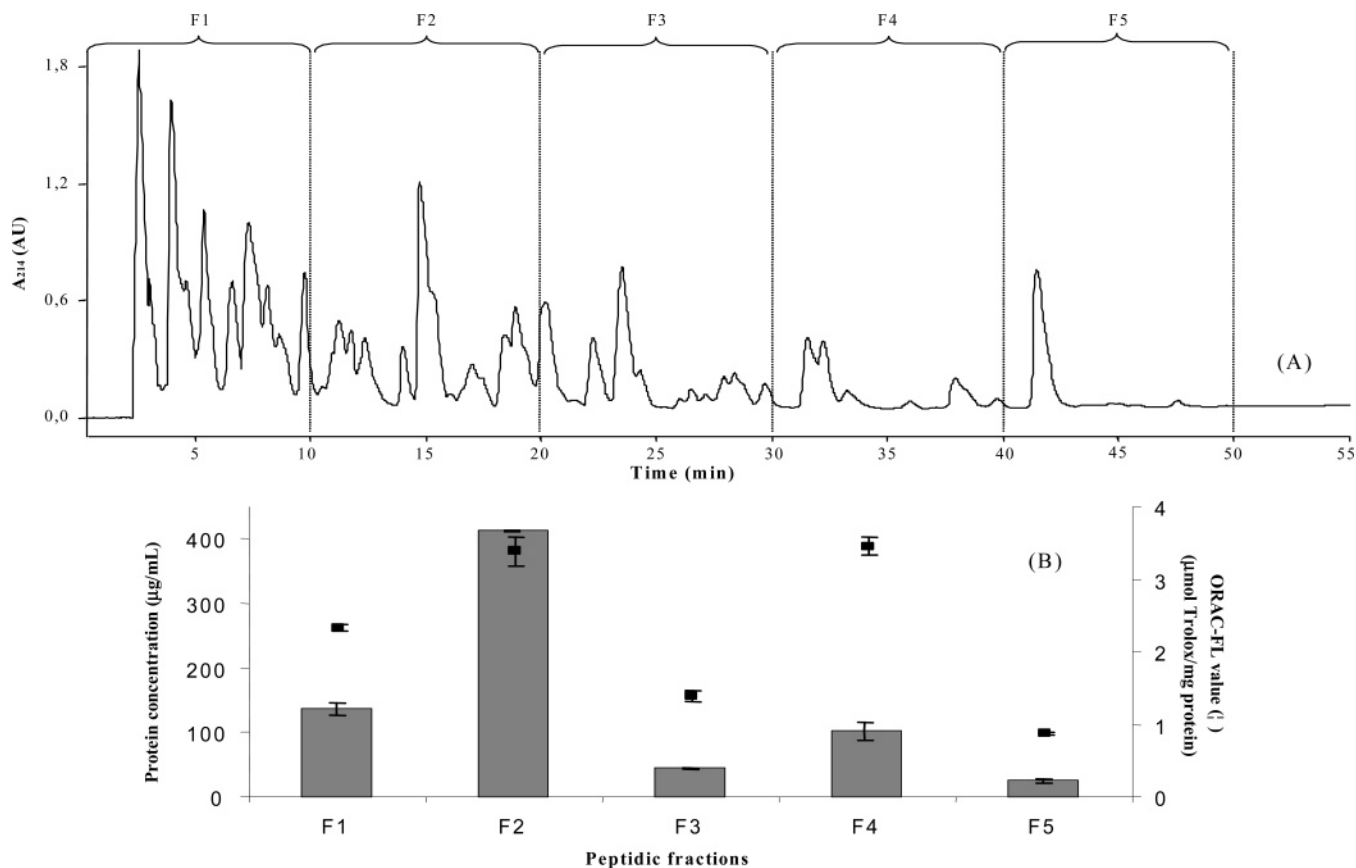 F1 F2 F3 F4 F5
1,8
1,2
0,6
0,0
A214 (AU)
(A)
5 10 15 20 25 30 35 40 45 50 55
Time (min)
400
300
200
100
0
Protein concentration (µg/mL)
(B)
4
3
2
1
0
ORAC-FL value (¦ )
(µmol Trolox/mg protein)
F1 F2 F3 F4 F5
Peptidic fractions